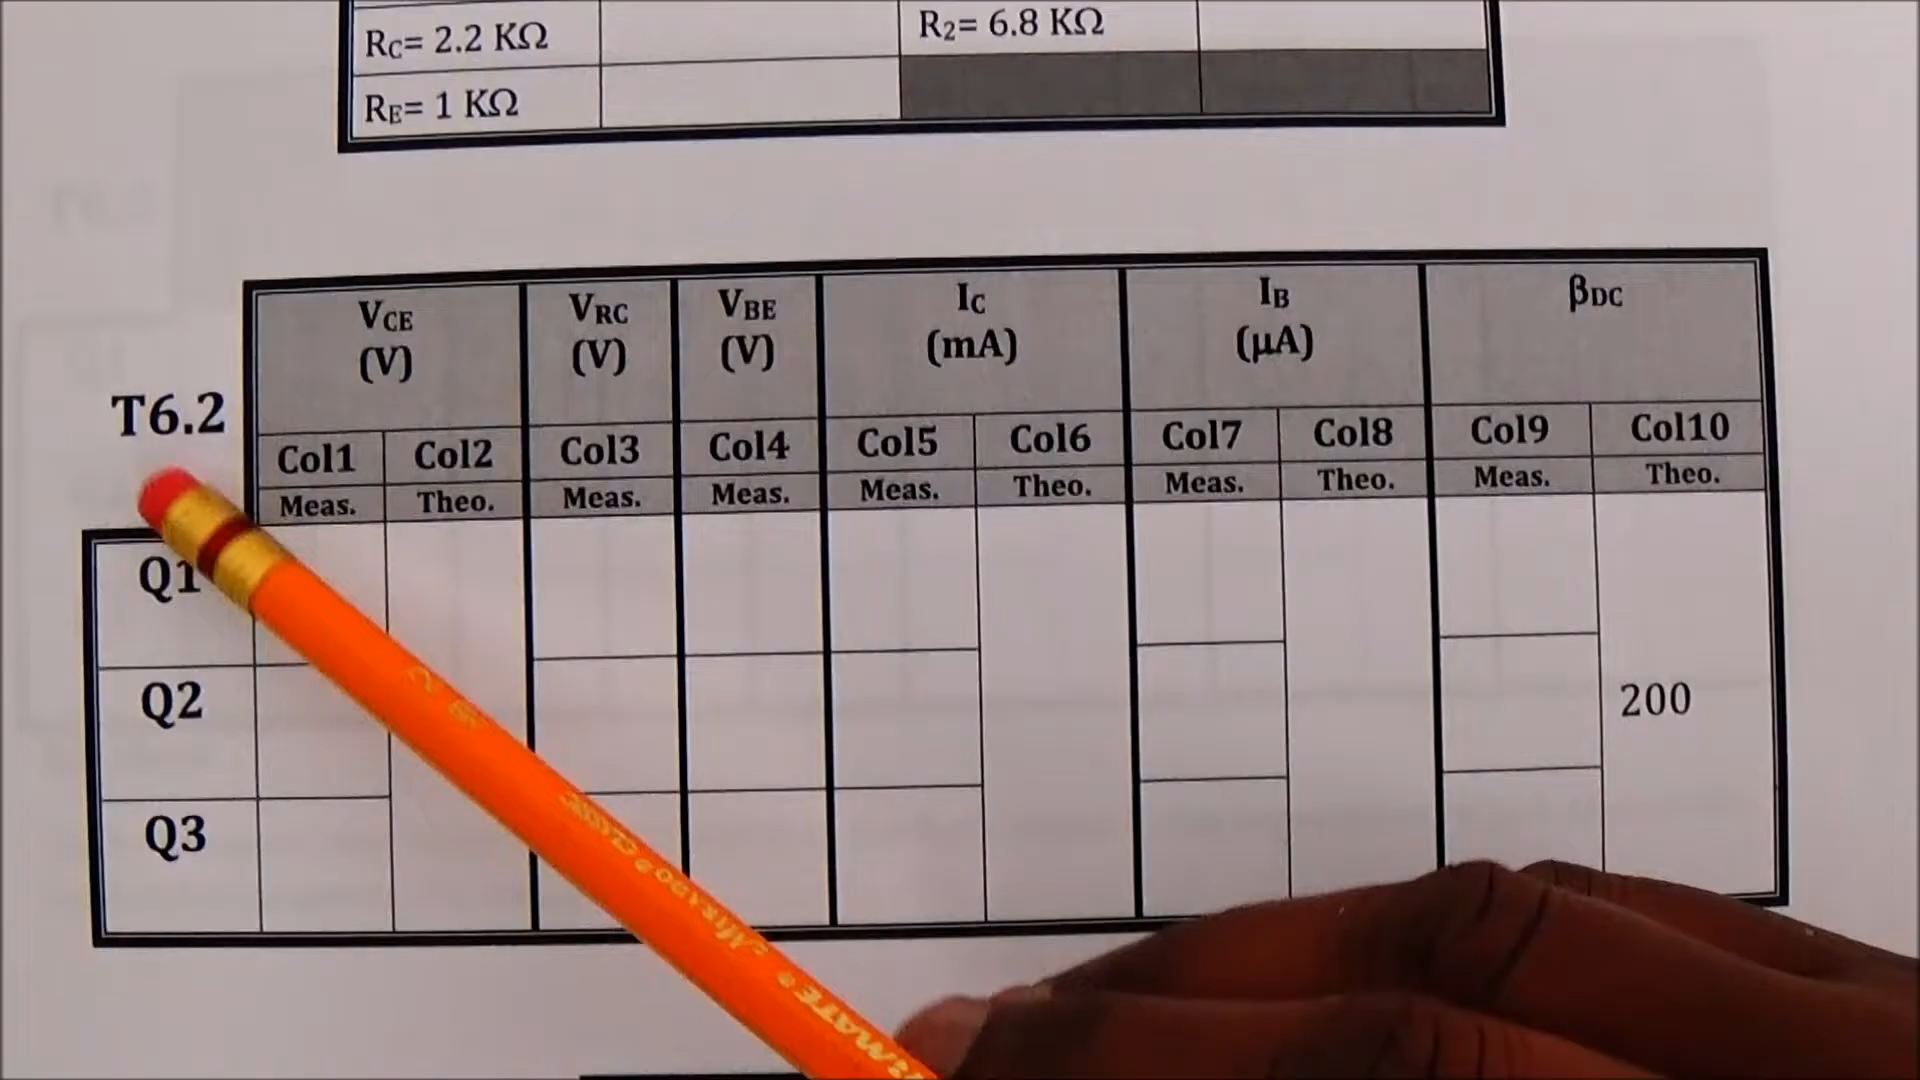 RC= 2.2 KΩ R2= 6.8 KΩ
RE= 1 KΩ
T6.2
VCE (V) VRC (V) VBE (V) IC (mA) IB (μA) βDC
Col1 Col2 Col3 Col4 Col5 Col6 Col7 Col8 Col9 Col10
Meas. Theo. Meas. Meas. Meas. Theo. Meas. Theo. Meas. Theo.
Q1
Q2 200
Q3